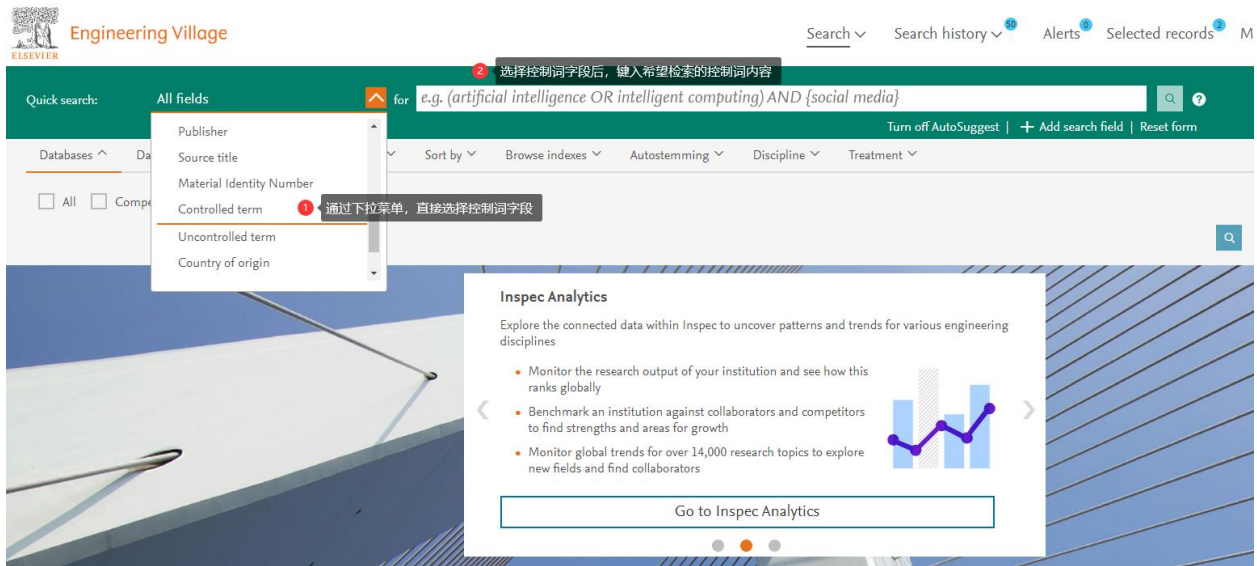 Engineering Village
ELSEVIER
Search
Search history
50
Alerts
0
Selected records
2
M
2 选择控制词字段后，键入希望检索的控制词内容
Quick search:
All fields
for
e.g. (artificial intelligence OR intelligent computing) AND {social media}
?
Turn off AutoSuggest | + Add search field | Reset form
Databases
Da
Sort by
Browse indexes
Autostemming
Discipline
Treatment
All
Compe
Publisher
Source title
Material Identity Number
Controlled term
1 通过下拉菜单，直接选择控制词字段
Uncontrolled term
Country of origin
Inspec Analytics
Explore the connected data within Inspec to uncover patterns and trends for various engineering
disciplines
• Monitor the research output of your institution and see how this
ranks globally
• Benchmark an institution against collaborators and competitors
to find strengths and areas for growth
• Monitor global trends for over 14,000 research topics to explore
new fields and find collaborators
Go to Inspec Analytics